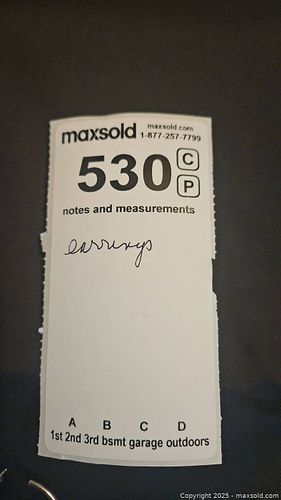 maxsold maxsold.com
1-877-257-7799
530 C
P
notes and measurements
earrings
A B C D
1st 2nd 3rd bsmt garage outdoors
Copyright 2025 - maxsold.com